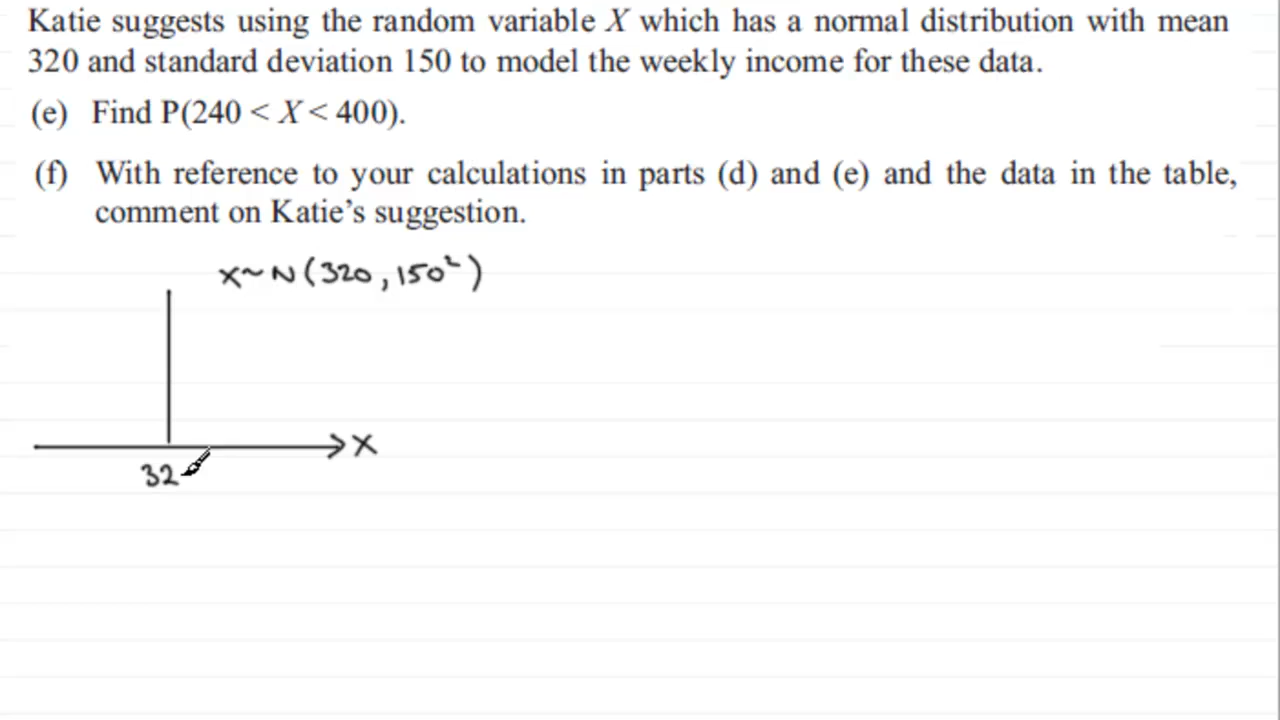 Katie suggests using the random variable X which has a normal distribution with mean
320 and standard deviation 150 to model the weekly income for these data.
(e) Find P(240 < X < 400).
(f) With reference to your calculations in parts (d) and (e) and the data in the table,
comment on Katie's suggestion.
X~N(320,150²)
X
32